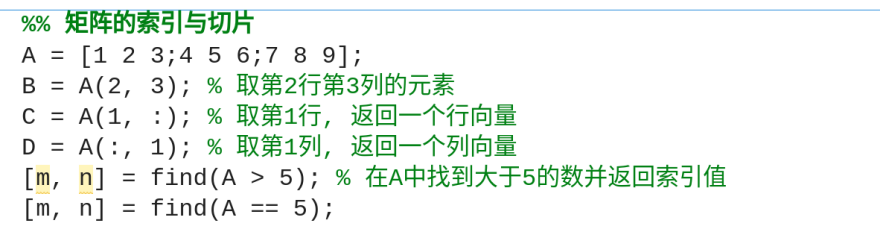 %% 矩阵的索引与切片
A = [1 2 3;4 5 6;7 8 9];
B = A(2, 3); % 取第2行第3列的元素
C = A(1, :); % 取第1行, 返回一个行向量
D = A(:, 1); % 取第1列, 返回一个列向量
[m, n] = find(A > 5); % 在A中找到大于5的数并返回索引值
[m, n] = find(A == 5);